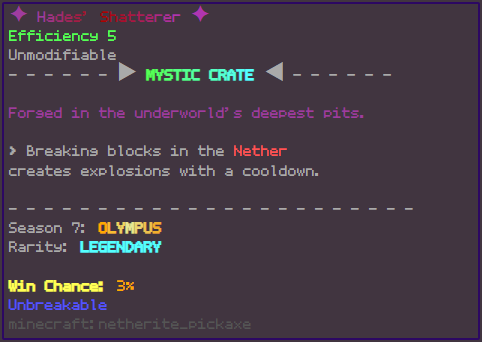 ✦ Hades' Shatterer ✦
Efficiency 5
Unmodifiable
- - - - - - ▶ MYSTIC CRATE ◀ - - - - - -
Forged in the underworld's deepest pits.
> Breaking blocks in the Nether
creates explosions with a cooldown.
- - - - - - - - - - - - - - - - - - - - - - - -
Season 7: OLYMPUS
Rarity: LEGENDARY
Win Chance: 3%
Unbreakable
minecraft:netherite_pickaxe